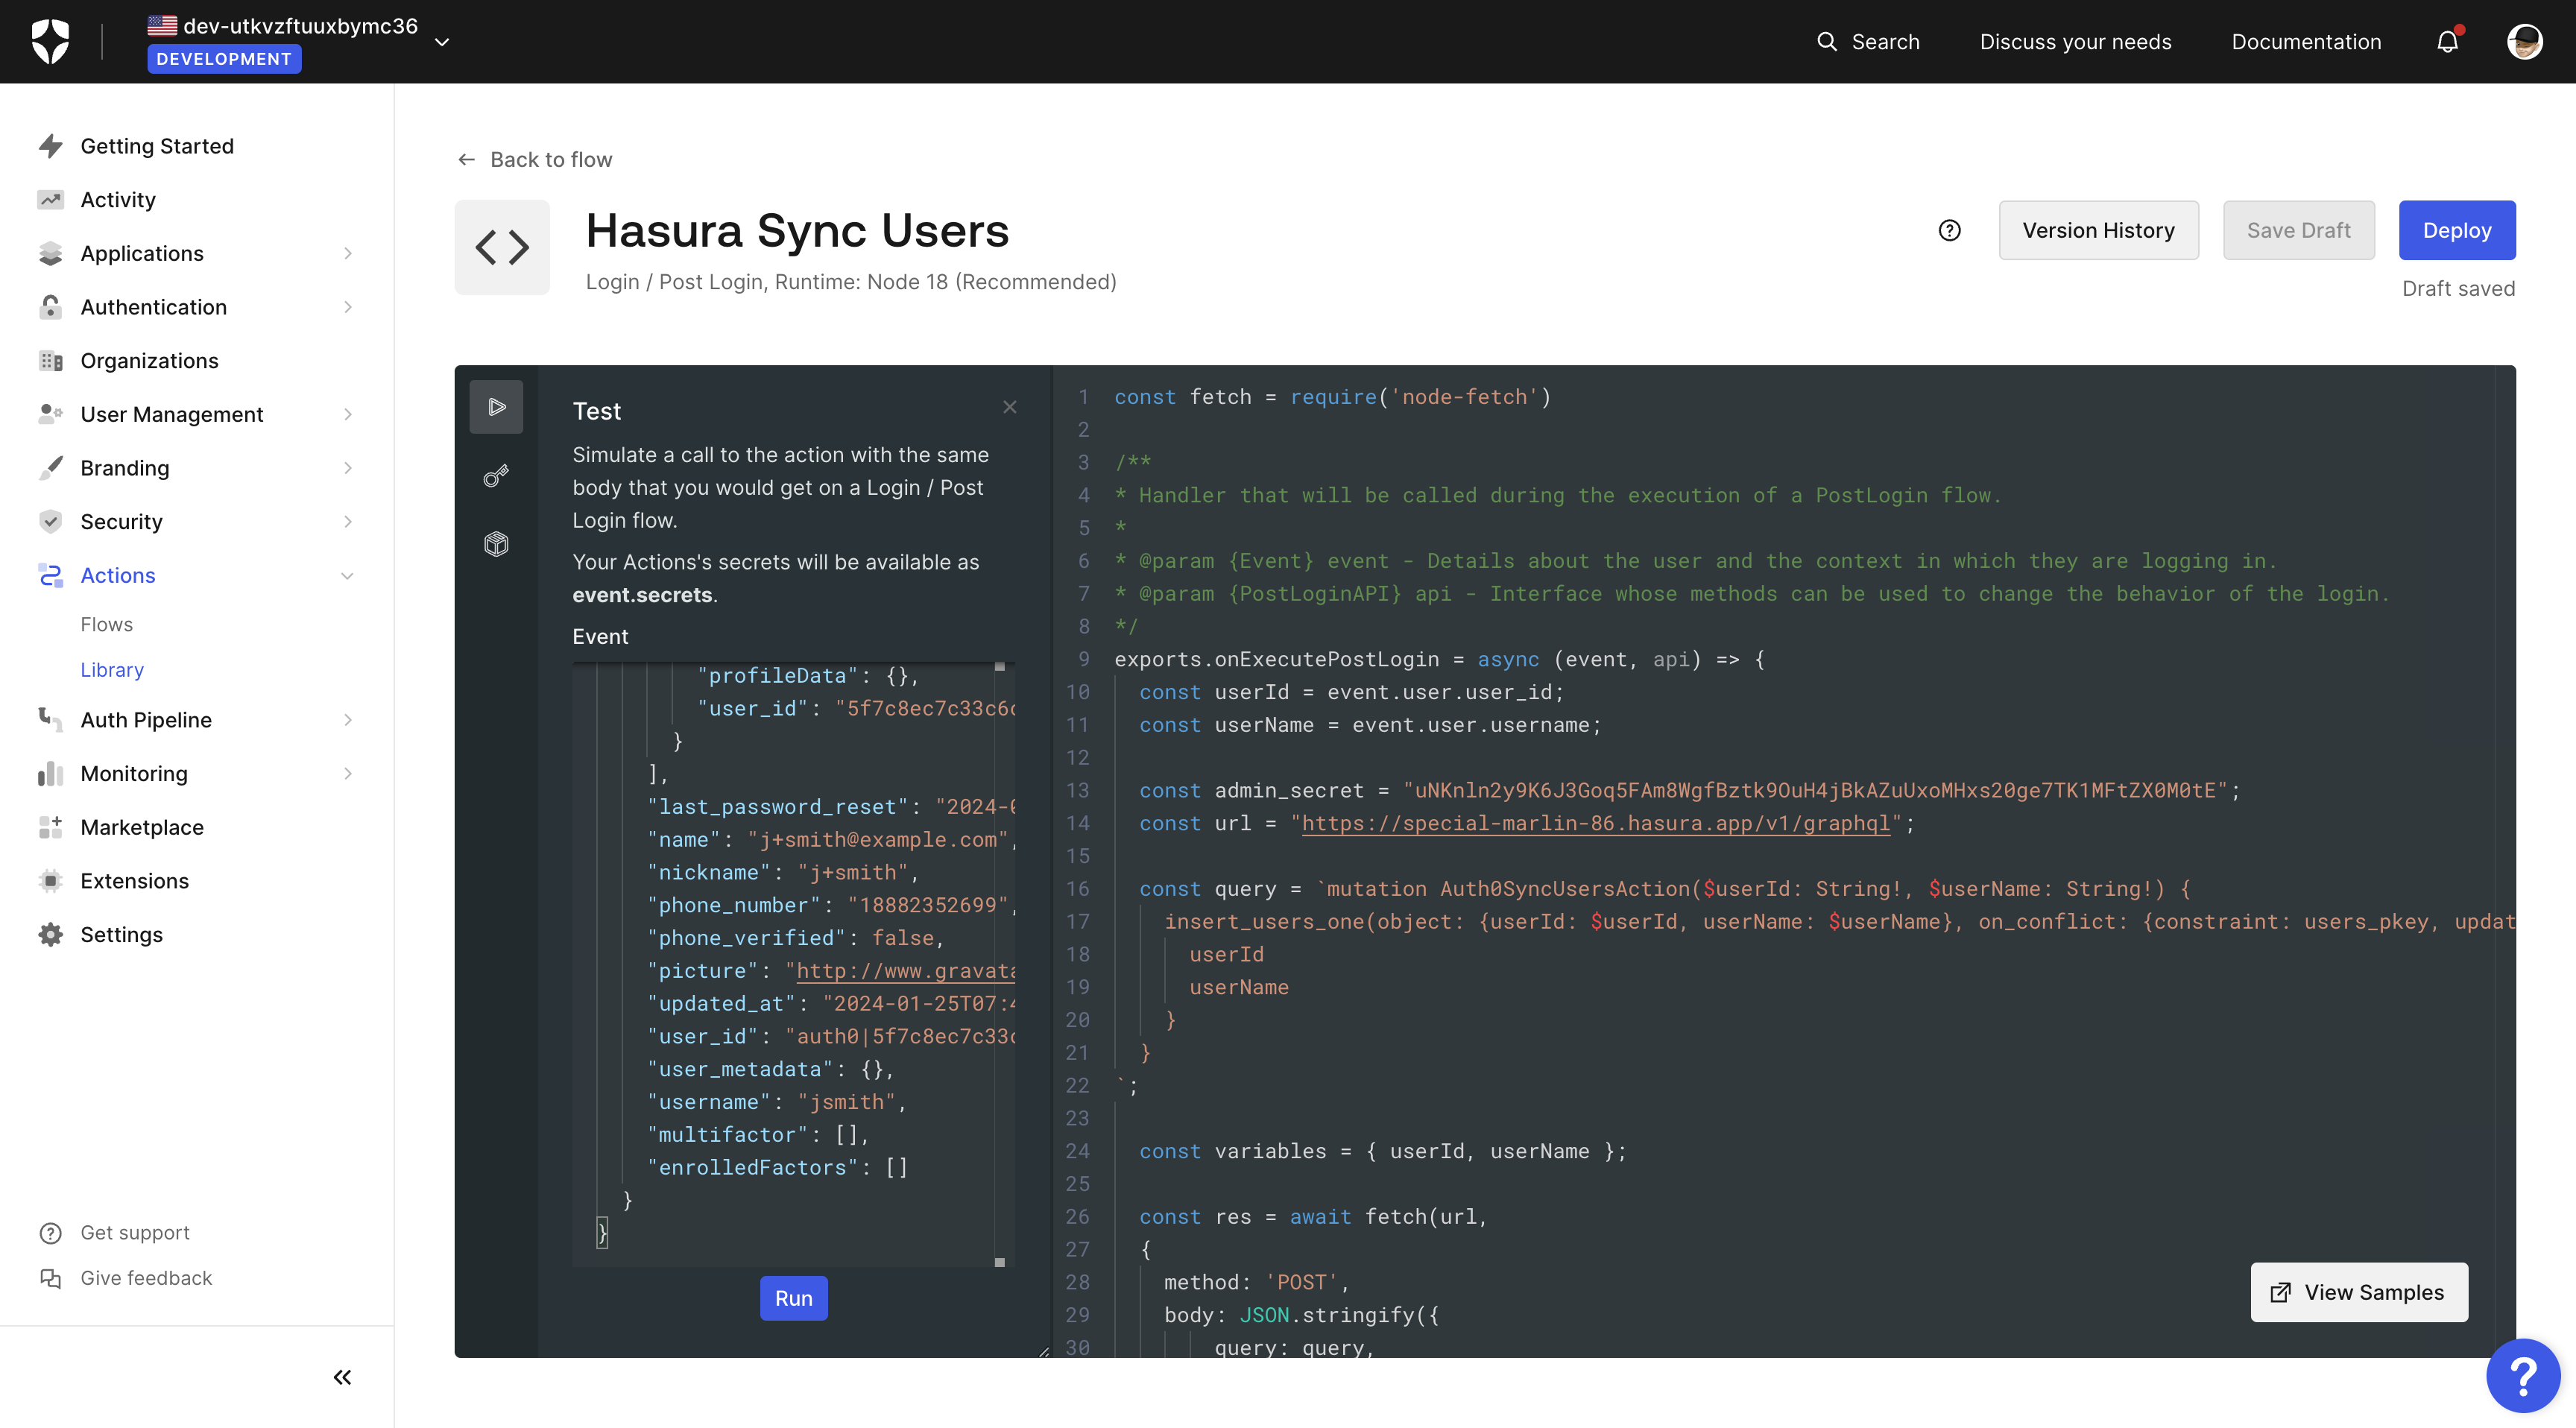 dev-utkvzftuuxbymc36
DEVELOPMENT
Search
Discuss your needs
Documentation
Getting Started
Activity
Applications
Authentication
Organizations
User Management
Branding
Security
Actions
Flows
Library
Auth Pipeline
Monitoring
Marketplace
Extensions
Settings
Get support
Give feedback
← Back to flow
Hasura Sync Users
Login / Post Login, Runtime: Node 18 (Recommended)
Version History
Save Draft
Deploy
Draft saved
Test
Simulate a call to the action with the same
body that you would get on a Login / Post
Login flow.
Your Actions's secrets will be available as
event.secrets.
Event
"profileData": {},
"user_id": "5f7c8ec7c33c6c
}
],
"last_password_reset": "2024-0
"name": "j+smith@example.com",
"nickname": "j+smith",
"phone_number": "18882352699",
"phone_verified": false,
"picture": "http://www.gravata
"updated_at": "2024-01-25T07:4
"user_id": "auth0|5f7c8ec7c33c
"user_metadata": {},
"username": "jsmith",
"multifactor": [],
"enrolledFactors": []
}
}
Run
1 const fetch = require('node-fetch')
2
3 /**
4 * Handler that will be called during the execution of a PostLogin flow.
5 *
6 * @param {Event} event - Details about the user and the context in which they are logging in.
7 * @param {PostLoginAPI} api - Interface whose methods can be used to change the behavior of the login.
8 */
9 exports.onExecutePostLogin = async (event, api) => {
10 const userId = event.user.user_id;
11 const userName = event.user.username;
12
13 const admin_secret = "uNKnln2y9K6J3Goq5FAm8WgfBztk9OuH4jBkAZuUxoMHxs20ge7TK1MFtZX0M0tE";
14 const url = "https://special-marlin-86.hasura.app/v1/graphql";
15
16 const query = `mutation Auth0SyncUsersAction($userId: String!, $userName: String!) {
17 insert_users_one(object: {userId: $userId, userName: $userName}, on_conflict: {constraint: users_pkey, updat
18 userId
19 userName
20 }
21 }
22 `;
23
24 const variables = { userId, userName };
25
26 const res = await fetch(url,
27 {
28 method: 'POST',
29 body: JSON.stringify({
30 query: query,
View Samples
?